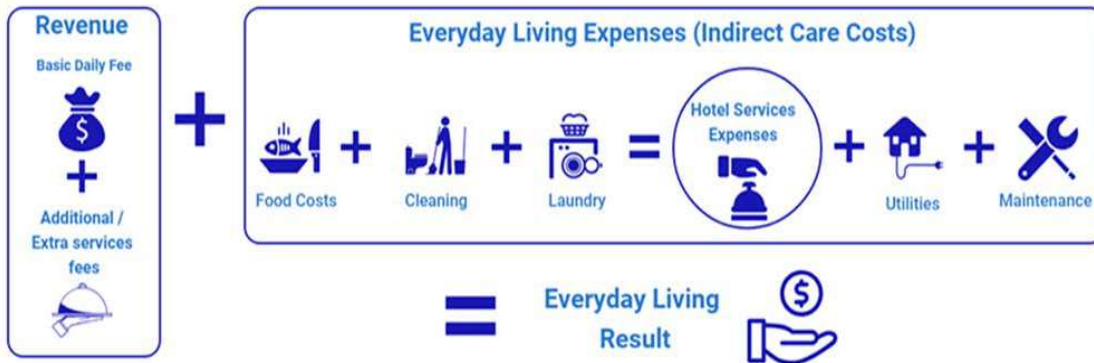 Revenue
Basic Daily Fee
$
+
Additional /
Extra services
fees
+
Everyday Living Expenses (Indirect Care Costs)
Food Costs
+
Cleaning
+
Laundry
=
Hotel Services
Expenses
+
Utilities
+
Maintenance
=
Everyday Living
Result
$